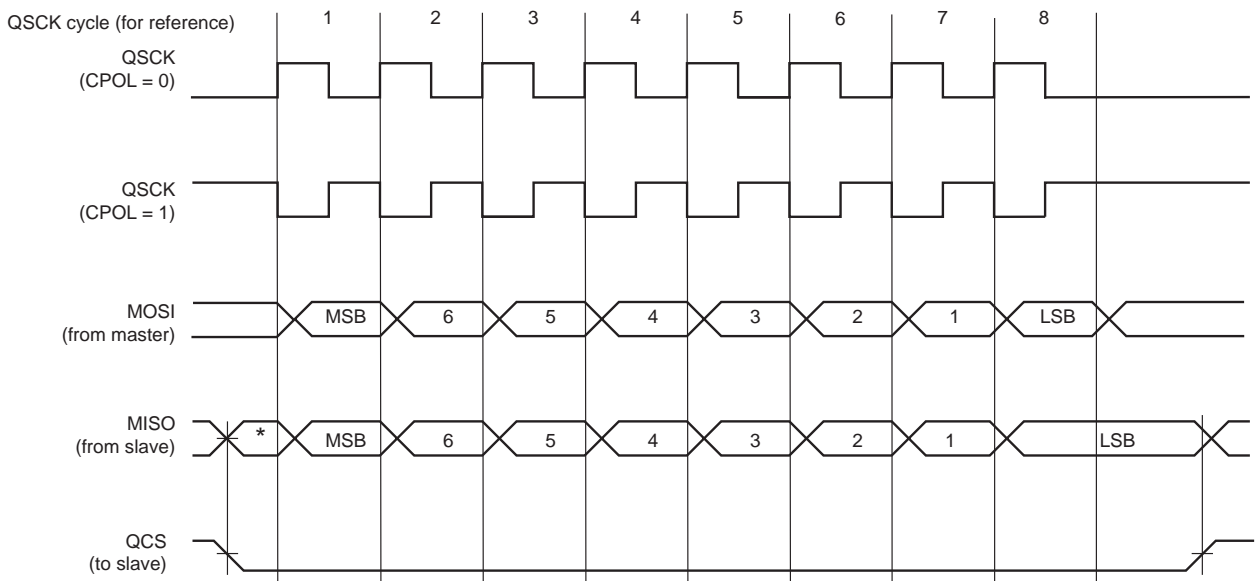 QSCK cycle (for reference) 1 2 3 4 5 6 7 8
QSCK
(CPOL = 0)
QSCK
(CPOL = 1)
MOSI
(from master)
MSB 6 5 4 3 2 1 LSB
MISO
(from slave)
* MSB 6 5 4 3 2 1 LSB
QCS
(to slave)